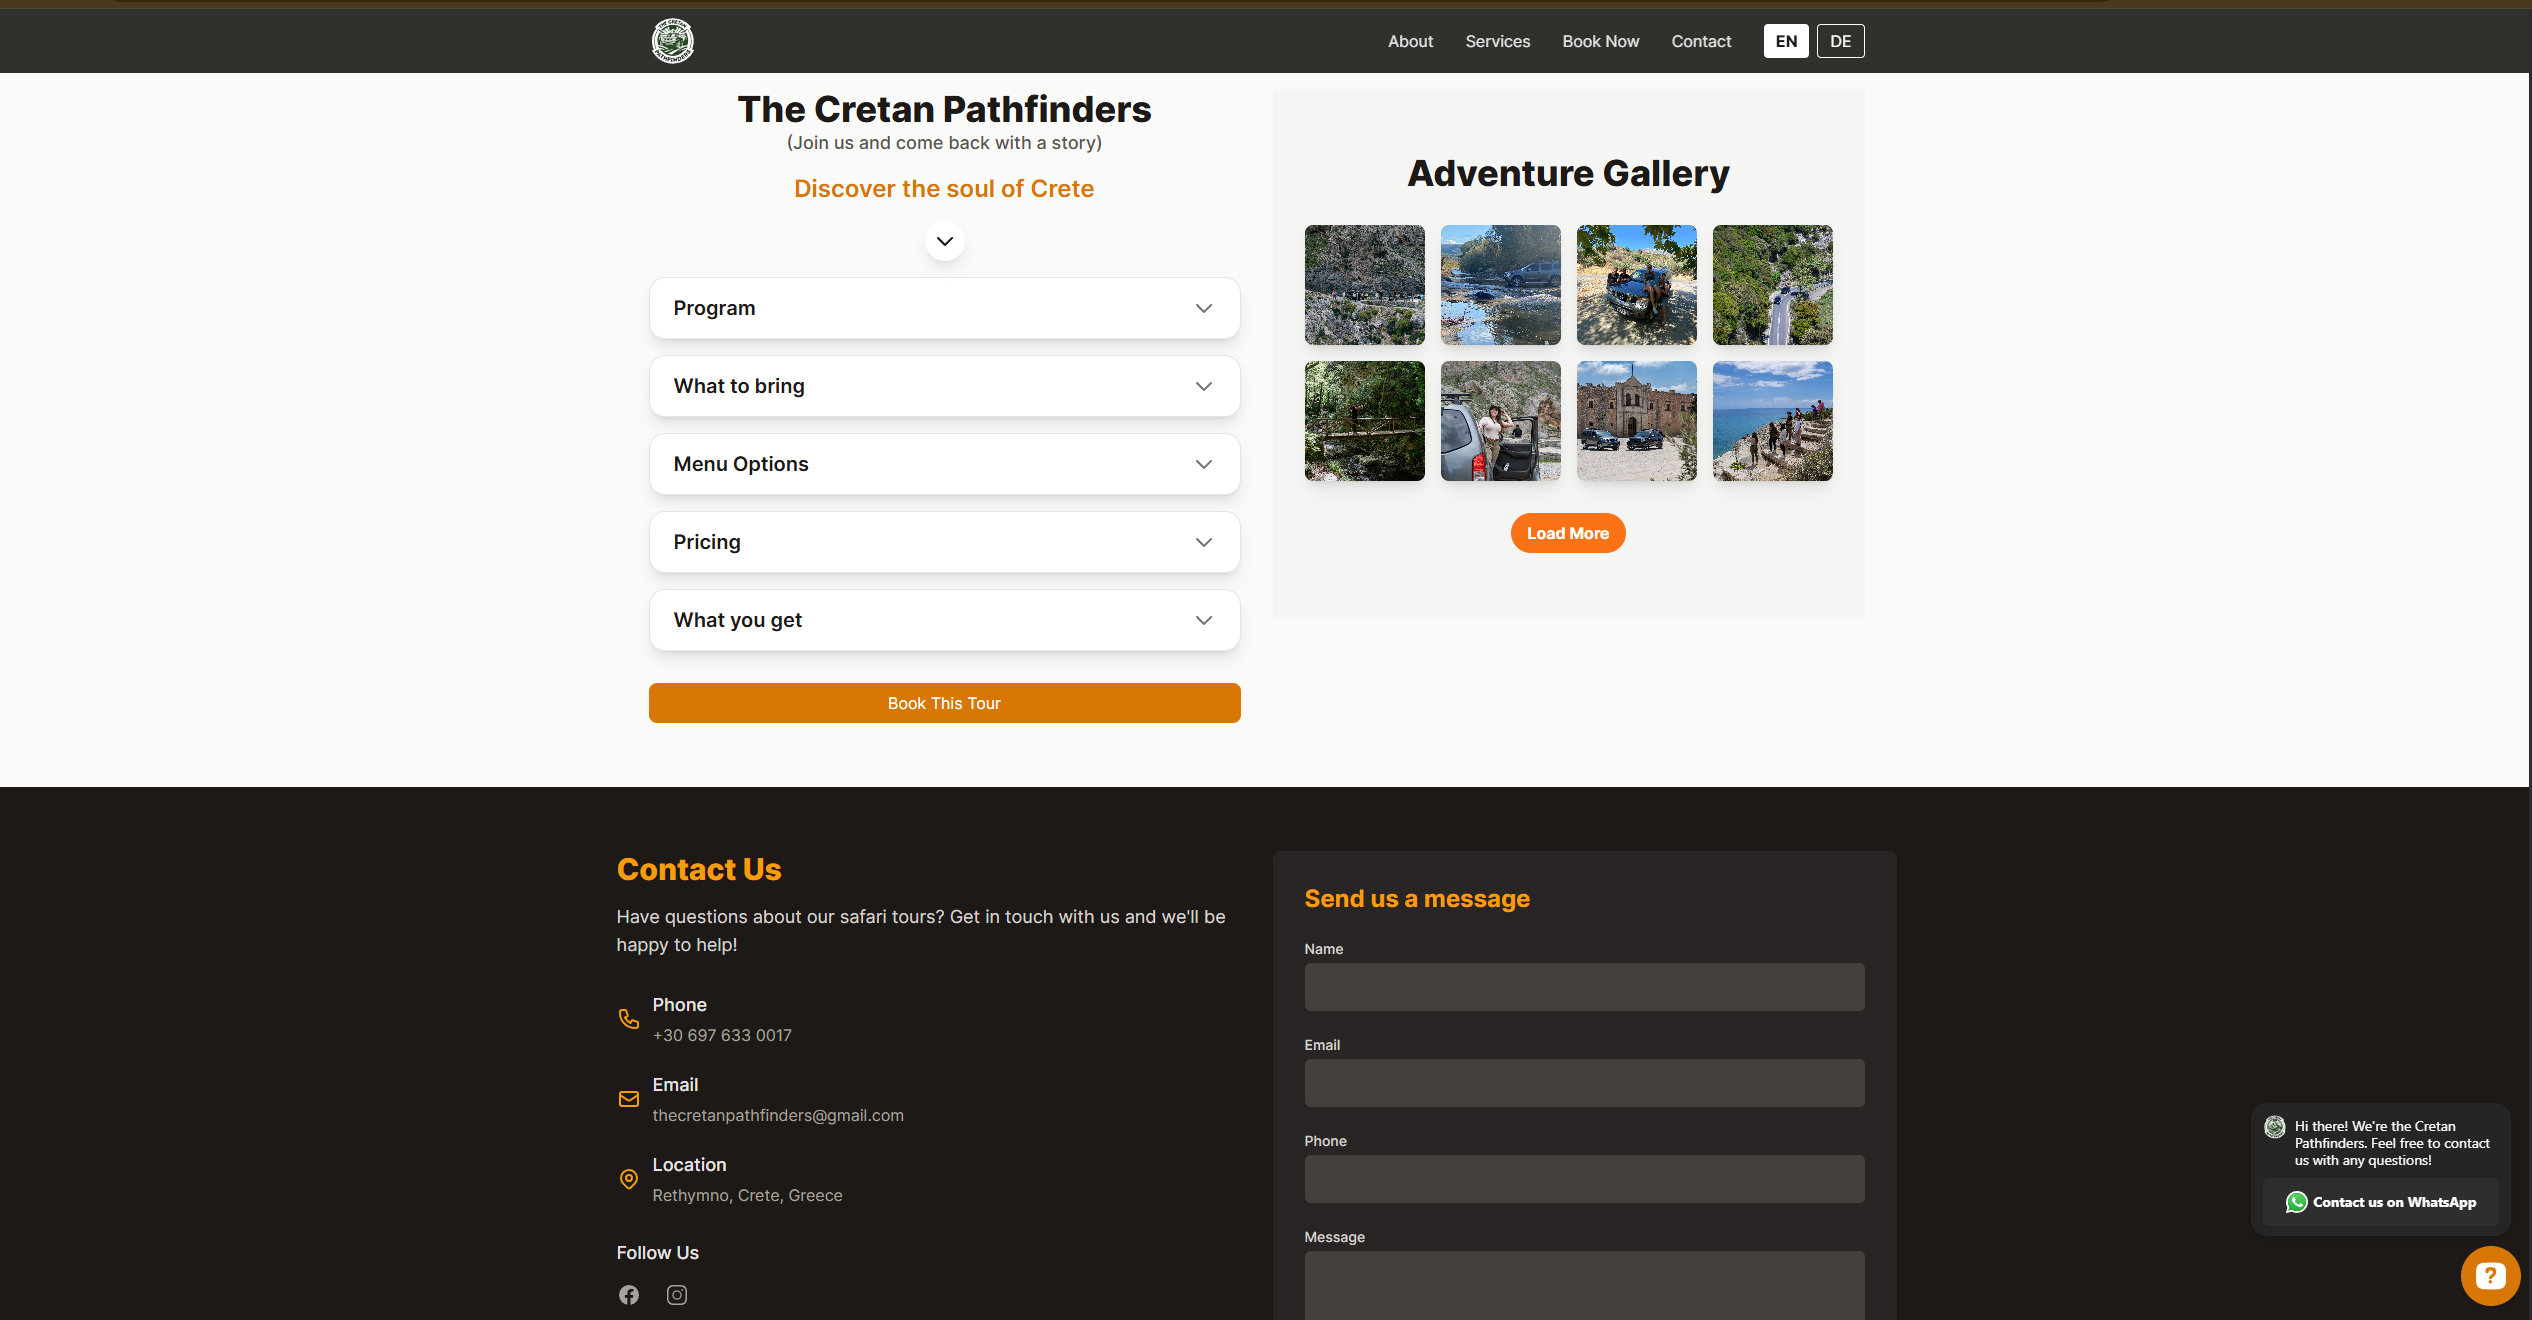 About
Services
Book Now
Contact
EN
DE
The Cretan Pathfinders
(Join us and come back with a story)
Discover the soul of Crete
Program
What to bring
Menu Options
Pricing
What you get
Book This Tour
Adventure Gallery
Load More
Contact Us
Have questions about our safari tours? Get in touch with us and we'll be
happy to help!
Phone
+30 697 633 0017
Email
thecretanpathfinders@gmail.com
Location
Rethymno, Crete, Greece
Follow Us
Send us a message
Name
Email
Phone
Message
Hi there! We're the Cretan
Pathfinders. Feel free to contact
us with any questions!
Contact us on WhatsApp
?